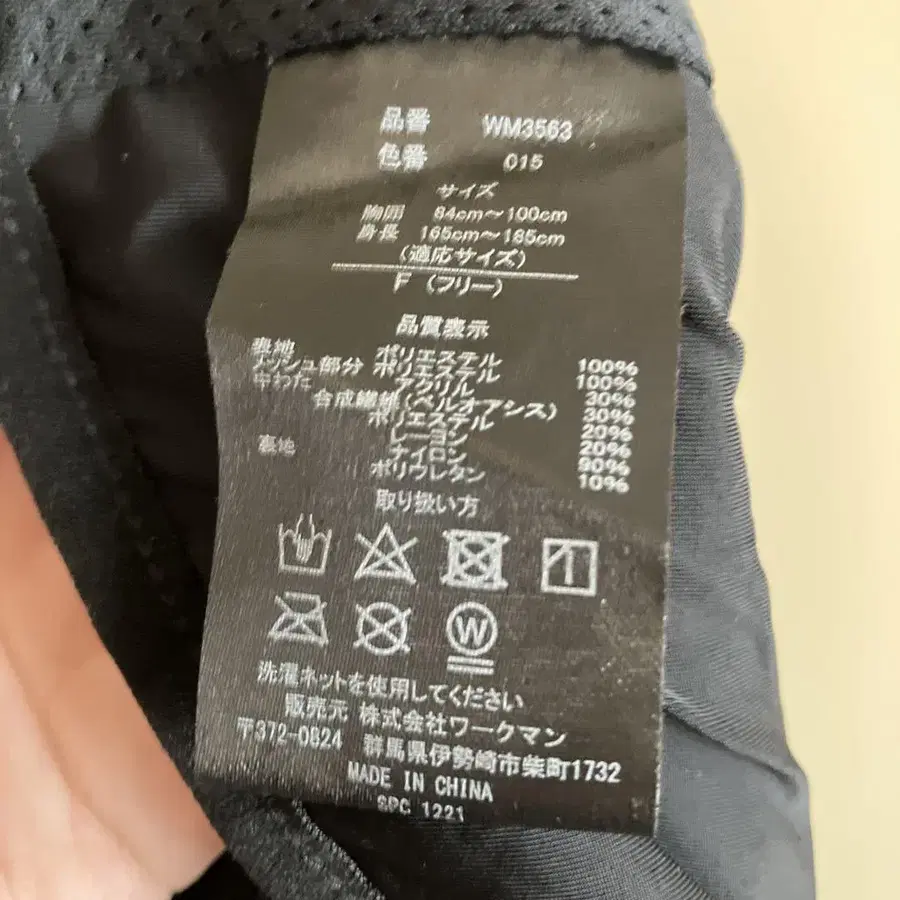 品番 WM3563
色番 015
サイズ
胸囲 84cm～100cm
身長 165cm～185cm
(適応サイズ)
F (フリー)
品質表示
表地 ポリエステル 100%
メッシュ部分 ポリエステル 100%
中わた アクリル 30%
合成繊維(ベルオアシス) 30%
ポリエステル 20%
レーヨン 20%
裏地 ナイロン 90%
ポリウレタン 10%
取り扱い方
W
洗濯ネットを使用してください
販売元 株式会社ワークマン
〒372-0824 群馬県伊勢崎市柴町1732
MADE IN CHINA
SPC 1221